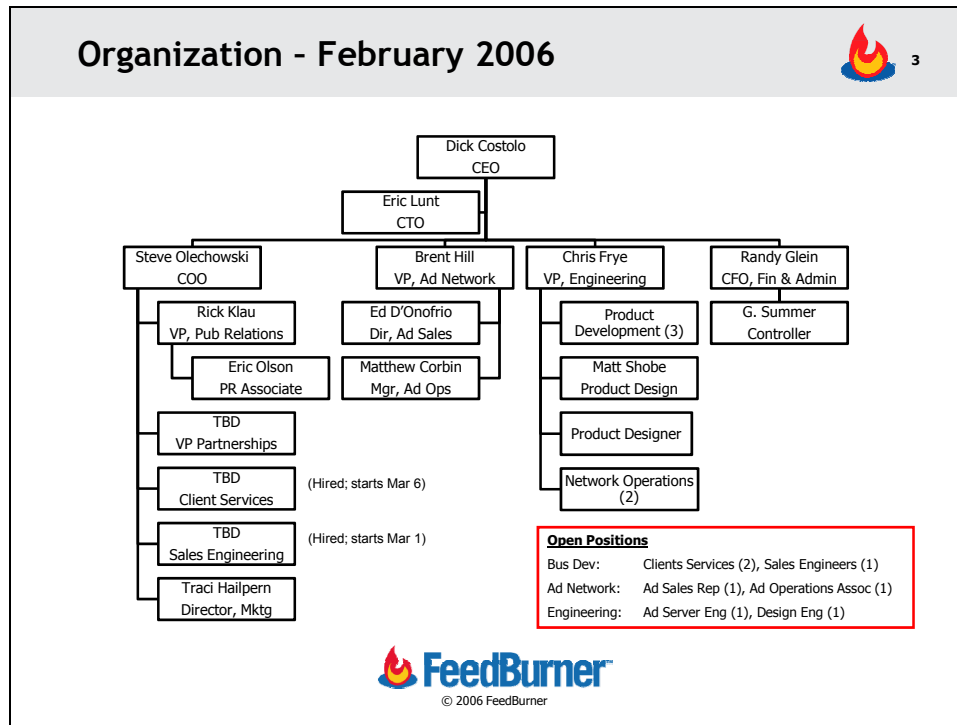 Organization – February 2006
3
Dick Costolo
CEO
Eric Lunt
CTO
Steve Olechowski
COO
Brent Hill
VP, Ad Network
Chris Frye
VP, Engineering
Randy Glein
CFO, Fin & Admin
Rick Klau
VP, Pub Relations
Eric Olson
PR Associate
TBD
VP Partnerships
TBD
Client Services
(Hired; starts Mar 6)
TBD
Sales Engineering
(Hired; starts Mar 1)
Traci Hailpern
Director, Mktg
Ed D'Onofrio
Dir, Ad Sales
Matthew Corbin
Mgr, Ad Ops
Product
Development (3)
Matt Shobe
Product Design
Product Designer
Network Operations
(2)
G. Summer
Controller
Open Positions
Bus Dev: Clients Services (2), Sales Engineers (1)
Ad Network: Ad Sales Rep (1), Ad Operations Assoc (1)
Engineering: Ad Server Eng (1), Design Eng (1)
FeedBurner™
© 2006 FeedBurner